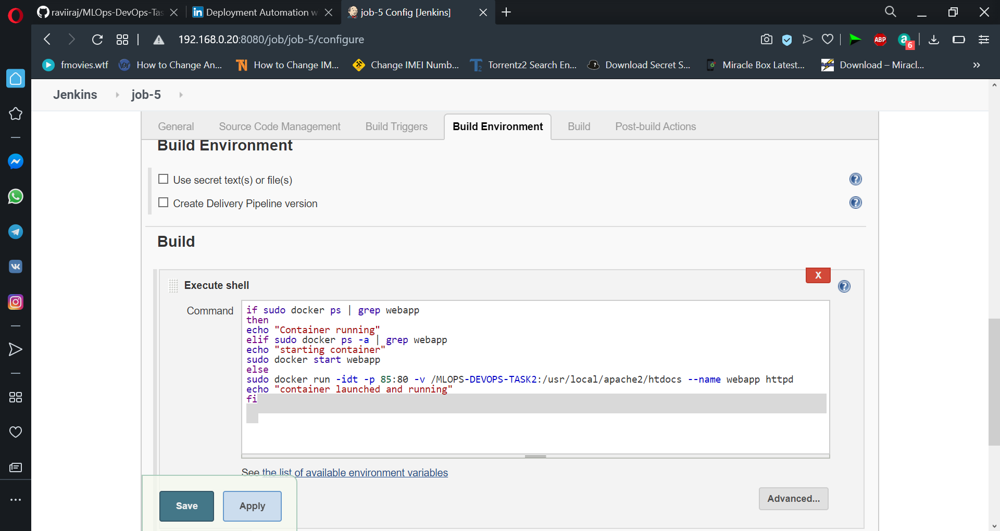 raviiraj/MLOps-DevOps-Tas
in Deployment Automation w
job-5 Config [Jenkins]
192.168.0.20:8080/job/job-5/configure
ABP
a
6
fmovies.wtf
How to Change An...
How to Change IM...
Change IMEI Numb...
T2 Torrentz2 Search En...
Download Secret S...
Miracle Box Latest...
Download – Miracl...
»
Jenkins
job-5
General
Source Code Management
Build Triggers
Build Environment
Build
Post-build Actions
Build Environment
Use secret text(s) or file(s)
?
Create Delivery Pipeline version
?
Build
X
Execute shell
?
Command
if sudo docker ps | grep webapp
then
echo "Container running"
elif sudo docker ps -a | grep webapp
echo "starting container"
sudo docker start webapp
else
sudo docker run -idt -p 85:80 -v /MLOPS-DEVOPS-TASK2:/usr/local/apache2/htdocs --name webapp httpd
echo "container launched and running"
fi
See the list of available environment variables
Advanced...
Save
Apply